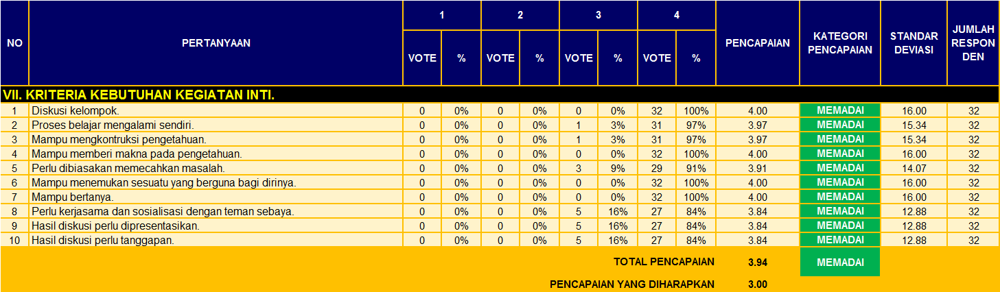 NO PERTANYAAN 1 2 3 4 PENCAPAIAN KATEGORI PENCAPAIAN STANDAR DEVIASI JUMLAH RESPON DEN
VOTE % VOTE % VOTE % VOTE %
VII. KRITERIA KEBUTUHAN KEGIATAN INTI.
1 Diskusi kelompok. 0 0% 0 0% 0 0% 32 100% 4.00 MEMADAI 16.00 32
2 Proses belajar mengalami sendiri. 0 0% 0 0% 1 3% 31 97% 3.97 MEMADAI 15.34 32
3 Mampu mengkontruksi pengetahuan. 0 0% 0 0% 1 3% 31 97% 3.97 MEMADAI 15.34 32
4 Mampu memberi makna pada pengetahuan. 0 0% 0 0% 0 0% 32 100% 4.00 MEMADAI 16.00 32
5 Perlu dibiasakan memecahkan masalah. 0 0% 0 0% 3 9% 29 91% 3.91 MEMADAI 14.07 32
6 Mampu menemukan sesuatu yang berguna bagi dirinya. 0 0% 0 0% 0 0% 32 100% 4.00 MEMADAI 16.00 32
7 Mampu bertanya. 0 0% 0 0% 0 0% 32 100% 4.00 MEMADAI 16.00 32
8 Perlu kerjasama dan sosialisasi dengan teman sebaya. 0 0% 0 0% 5 16% 27 84% 3.84 MEMADAI 12.88 32
9 Hasil diskusi perlu dipresentasikan. 0 0% 0 0% 5 16% 27 84% 3.84 MEMADAI 12.88 32
10 Hasil diskusi perlu tanggapan. 0 0% 0 0% 5 16% 27 84% 3.84 MEMADAI 12.88 32
TOTAL PENCAPAIAN 3.94 MEMADAI
PENCAPAIAN YANG DIHARAPKAN 3.00